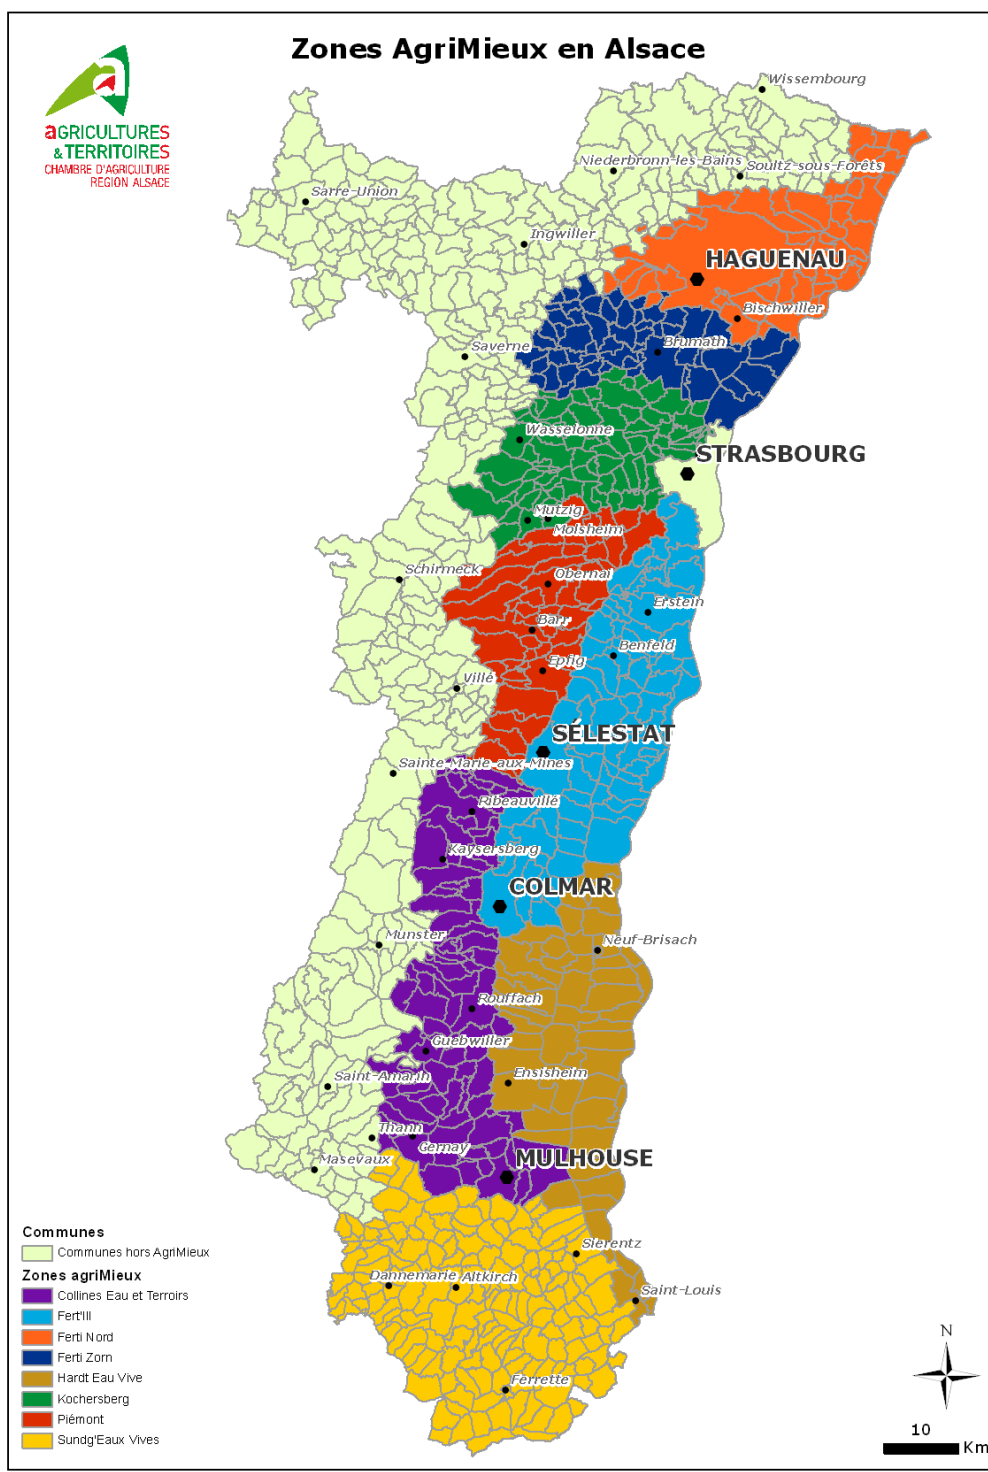 Zones AgriMieux en Alsace
aGRICULTURES
& TERRITOIRES
CHAMBRE D'AGRICULTURE
RÉGION ALSACE
Wissembourg
Niederbronn-les-Bains
Soultz-sous-Forêts
Sarre-Union
Ingwiller
HAGUENAU
Bischwiller
Saverne
Brumath
Wasselonne
STRASBOURG
Mutzig
Molsheim
Schirmeck
Obernai
Erstein
Barr
Benfeld
Epfig
Villé
SÉLESTAT
Sainte-Marie-aux-Mines
Ribeauvillé
Kaysersberg
COLMAR
Munster
Neuf-Brisach
Rouffach
Guebwiller
Ensisheim
Saint-Amarin
Thann
Cernay
MULHOUSE
Masevaux
Sierentz
Dannemarie
Altkirch
Saint-Louis
Ferrette
Communes
Communes hors AgriMieux
Zones agriMieux
Collines Eau et Terroirs
Fert'Ill
Ferti Nord
Ferti Zorn
Hardt Eau Vive
Kochersberg
Piémont
Sundg'Eaux Vives
N
10
Km